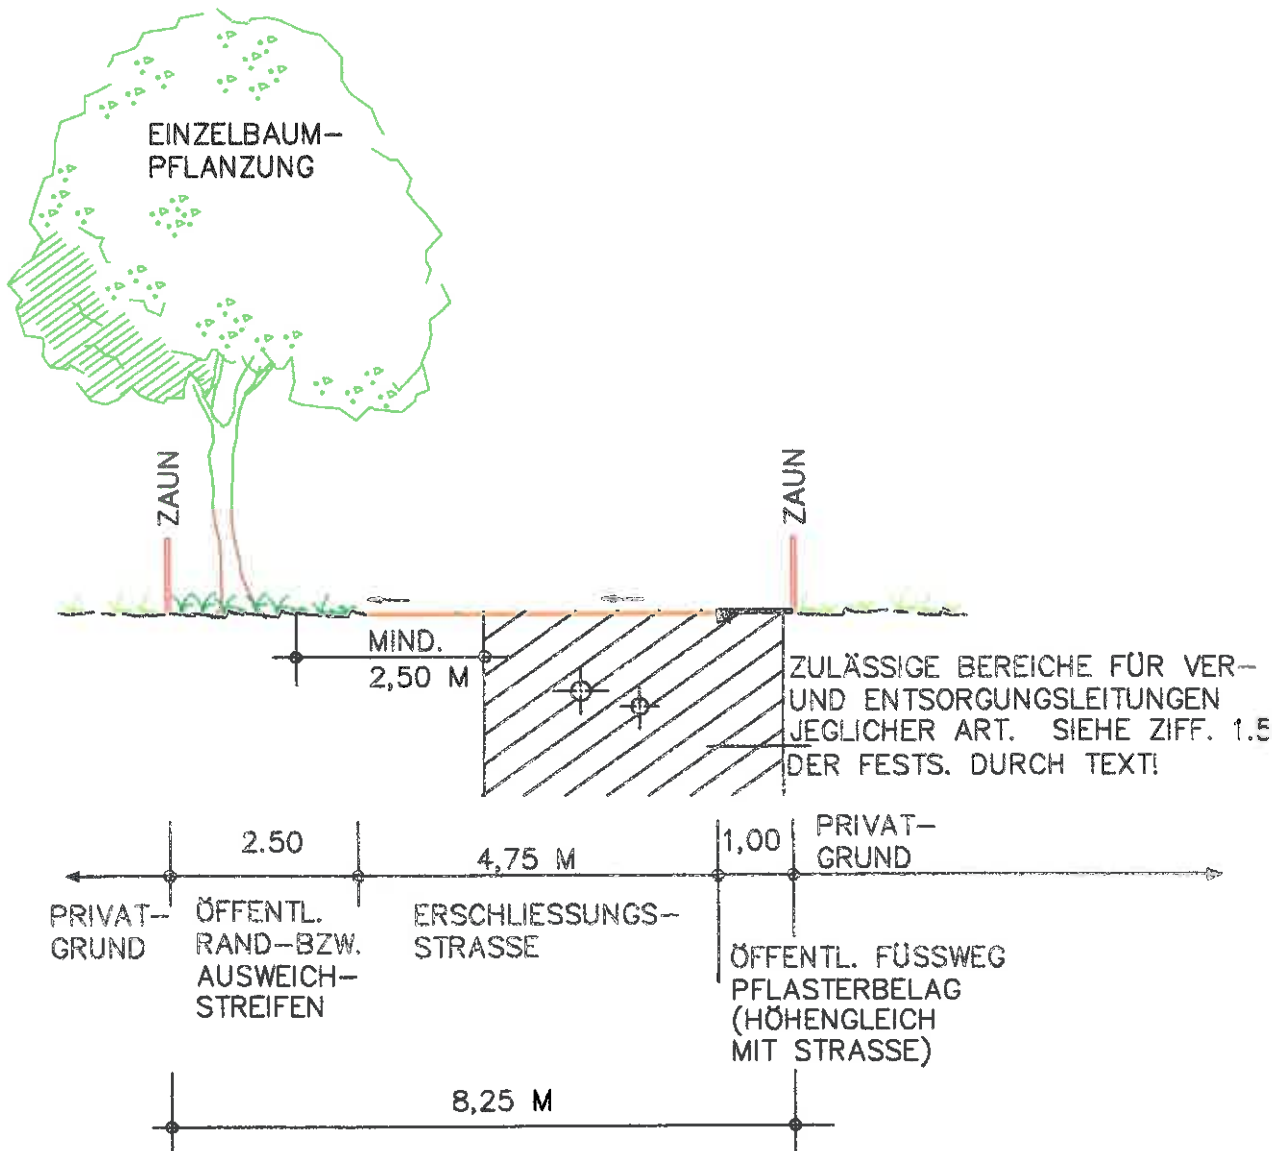 EINZELBAUM-
PFLANZUNG
ZAUN
ZAUN
MIND.
2,50 M
ZULÄSSIGE BEREICHE FÜR VER-
UND ENTSORGUNGSLEITUNGEN
JEGLICHER ART. SIEHE ZIFF. 1.5
DER FESTS. DURCH TEXT!
2.50
4,75 M
1,00
PRIVAT-
GRUND
PRIVAT-
GRUND
ÖFFENTL.
RAND-BZW.
AUSWEICH-
STREIFEN
ERSCHLIESSUNGS-
STRASSE
ÖFFENTL. FÜSSWEG
PFLASTERBELAG
(HÖHENGLEICH
MIT STRASSE)
8,25 M